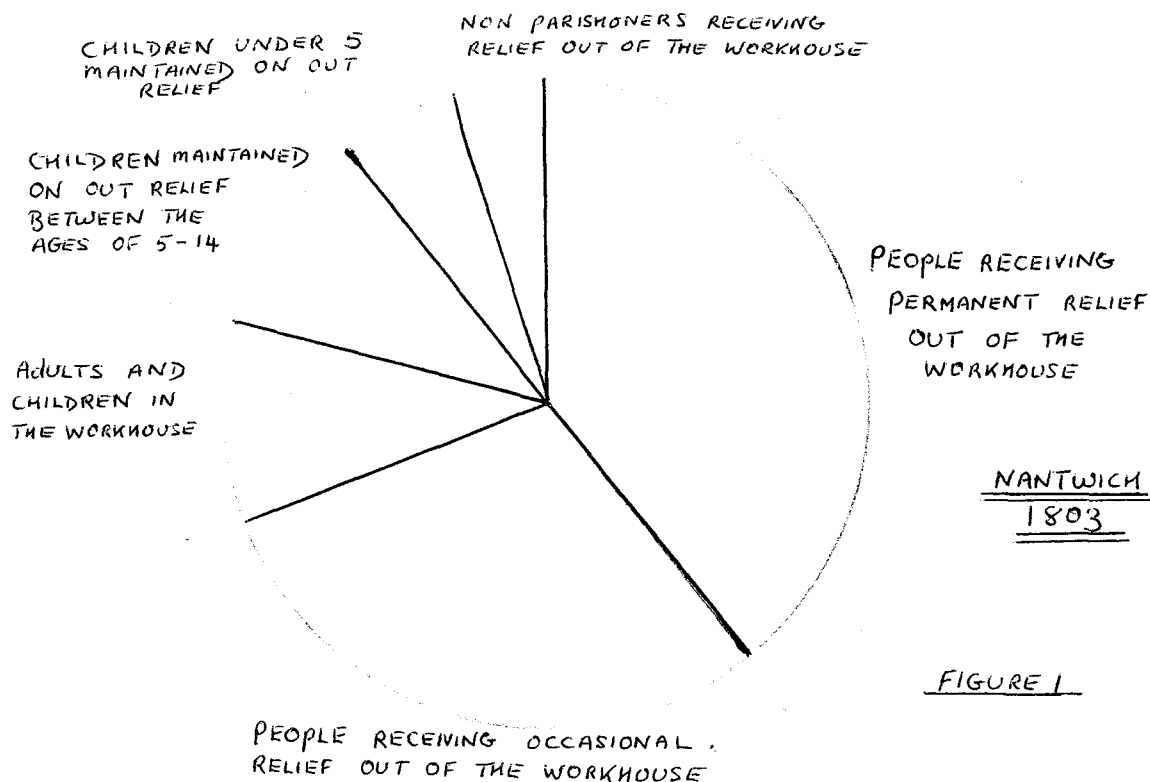 NON PARISHONERS RECEIVING
RELIEF OUT OF THE WORKHOUSE
CHILDREN UNDER 5
MAINTAINED ON OUT
RELIEF
CHILDREN MAINTAINED
ON OUT RELIEF
BETWEEN THE
AGES OF 5-14
PEOPLE RECEIVING
PERMANENT RELIEF
OUT OF THE
WORKHOUSE
ADULTS AND
CHILDREN IN
THE WORKHOUSE
NANTWICH
1803
FIGURE 1
PEOPLE RECEIVING OCCASIONAL.
RELIEF OUT OF THE WORKHOUSE